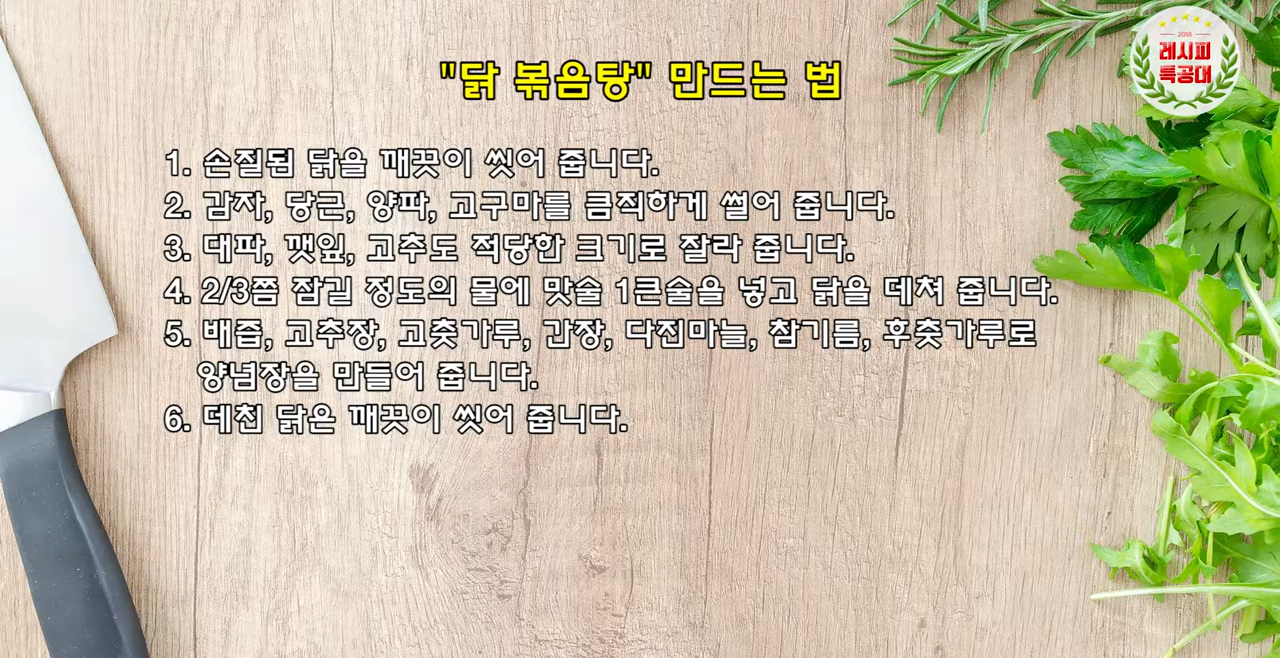 2018
레시피
특공대
"닭 볶음탕" 만드는 법
1. 손질됨 닭을 깨끗이 씻어 줍니다.
2. 감자, 당근, 양파, 고구마를 큼직하게 썰어 줍니다.
3. 대파, 깻잎, 고추도 적당한 크기로 잘라 줍니다.
4. 2/3쯤 잠길 정도의 물에 맛술 1큰술을 넣고 닭을 데쳐 줍니다.
5. 배즙, 고추장, 고춧가루, 간장, 다진마늘, 참기름, 후춧가루로
양념장을 만들어 줍니다.
6. 데친 닭은 깨끗이 씻어 줍니다.